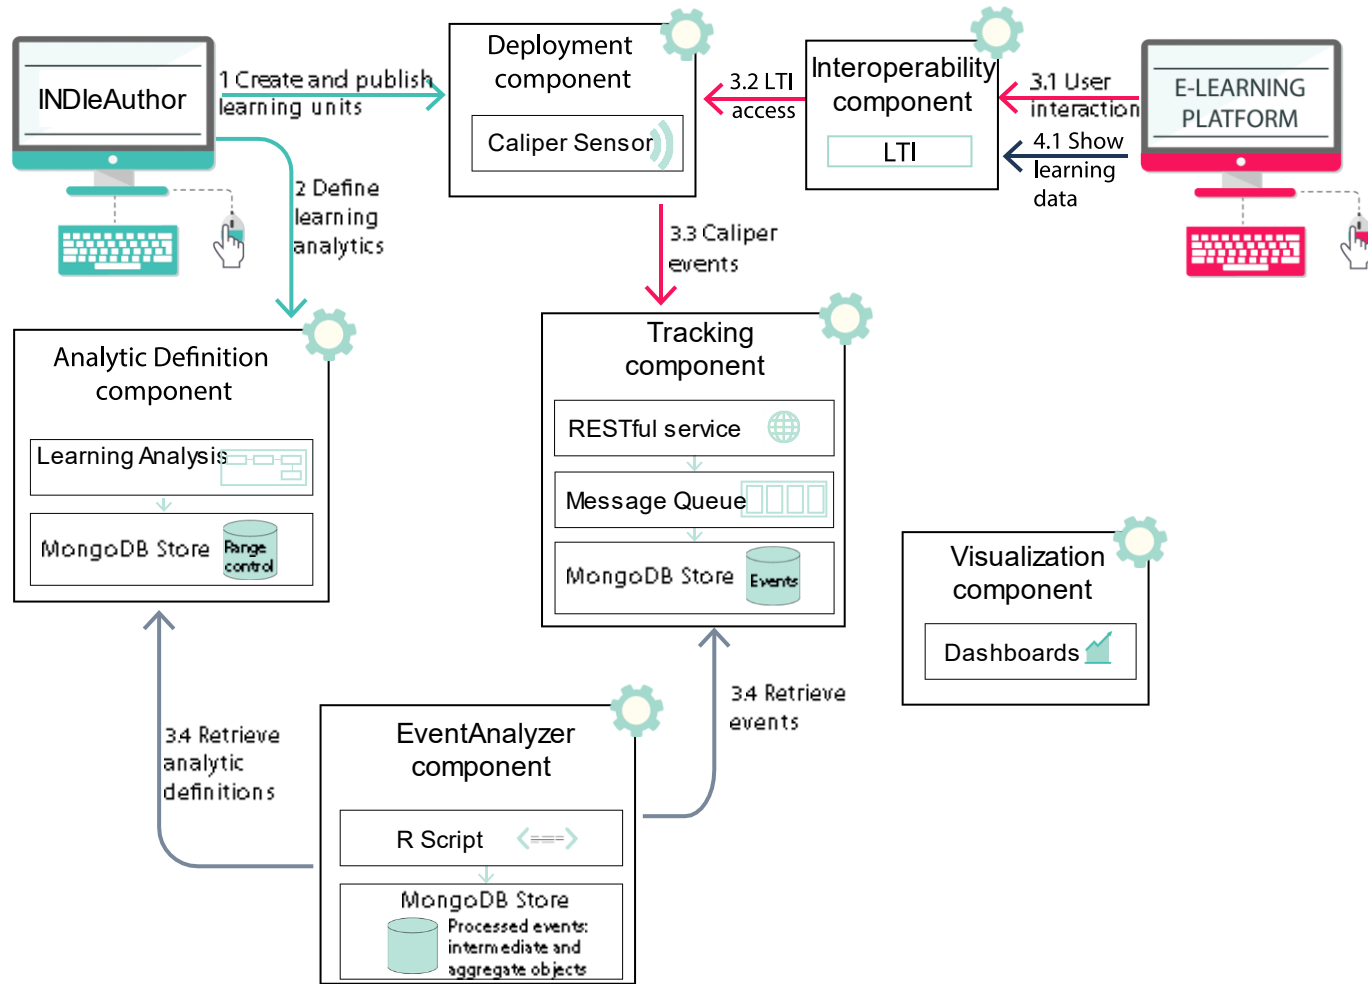 INDIeAuthor
1 Create and publish
learning units
2 Define
learning
analytics
Deployment
component
Caliper Sensor
3.2 LTI
access
Interoperability
component
LTI
3.1 User
interaction
4.1 Show
learning
data
E-LEARNING
PLATFORM
3.3 Caliper
events
Analytic Definition
component
Learning Analysis
MongoDB Store
Range
control
Tracking
component
RESTful service
Message Queue
MongoDB Store
Events
Visualization
component
Dashboards
3.4 Retrieve
analytic
definitions
3.4 Retrieve
events
EventAnalyzer
component
R Script
MongoDB Store
Processed events:
intermediate and
aggregate objects